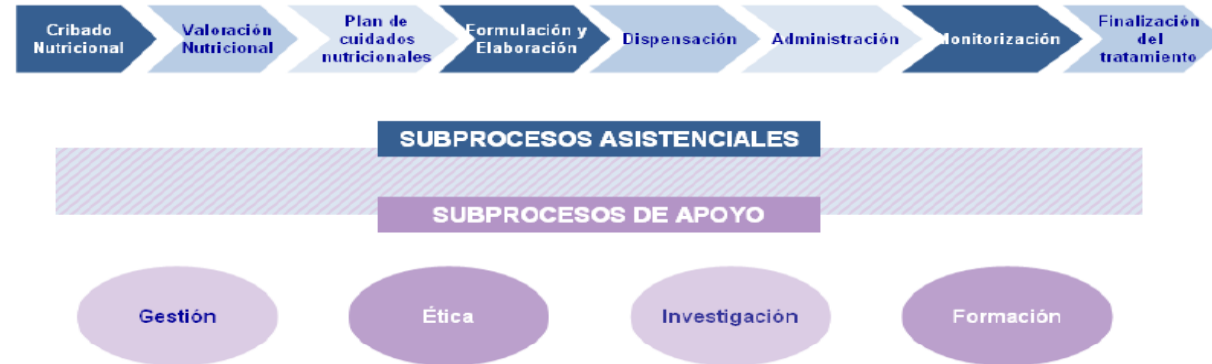 Cribado
Nutricional
Valoración
Nutricional
Plan de
cuidados
nutricionales
Formulación y
Elaboración
Dispensación
Administración
Monitorización
Finalización
del
tratamiento
SUBPROCESOS ASISTENCIALES
SUBPROCESOS DE APOYO
Gestión
Ética
Investigación
Formación